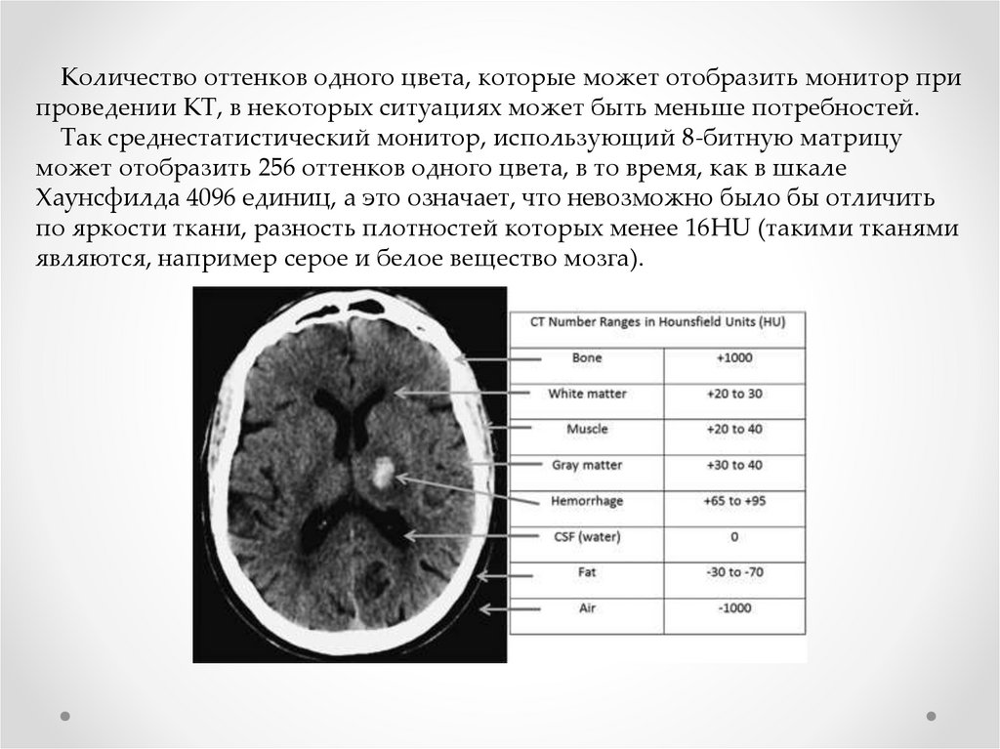 Количество оттенков одного цвета, которые может отобразить монитор при
проведении КТ, в некоторых ситуациях может быть меньше потребностей.
Так среднестатистический монитор, использующий 8-битную матрицу
может отобразить 256 оттенков одного цвета, в то время, как в шкале
Хаунсфилда 4096 единиц, а это означает, что невозможно было бы отличить
по яркости ткани, разность плотностей которых менее 16HU (такими тканями
являются, например серое и белое вещество мозга).
CT Number Ranges in Hounsfield Units (HU)
Bone +1000
White matter +20 to 30
Muscle +20 to 40
Gray matter +30 to 40
Hemorrhage +65 to +95
CSF (water) 0
Fat -30 to -70
Air -1000